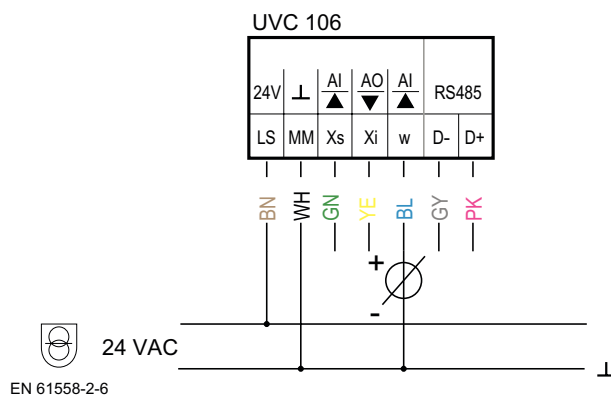 UVC 106
24V ⊥ AI AO AI RS485
LS MM Xs Xi w D- D+
BN WH GN YE BL GY PK
+
-
24 VAC
⊥
EN 61558-2-6